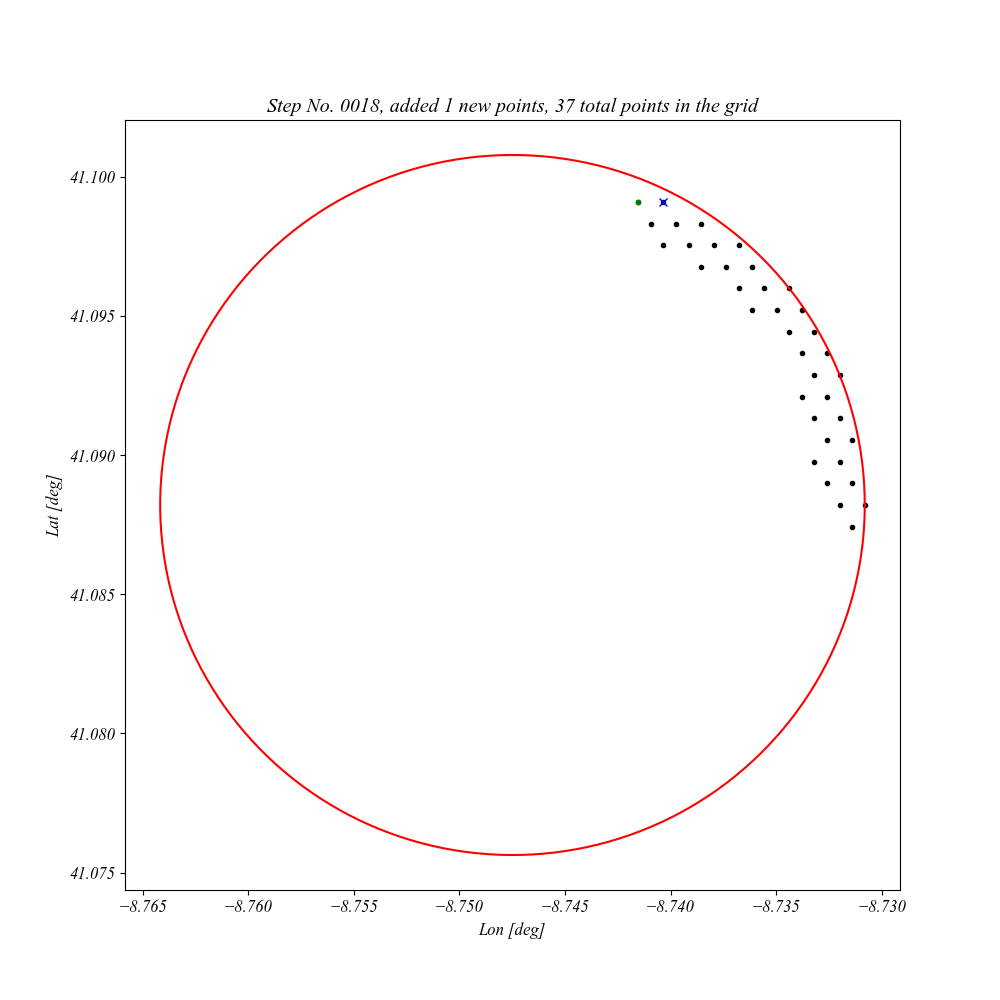 Step No. 0018, added 1 new points, 37 total points in the grid
41.100
41.095
41.090
41.085
41.080
41.075
Lat [deg]
−8.765 −8.760 −8.755 −8.750 −8.745 −8.740 −8.735 −8.730
Lon [deg]